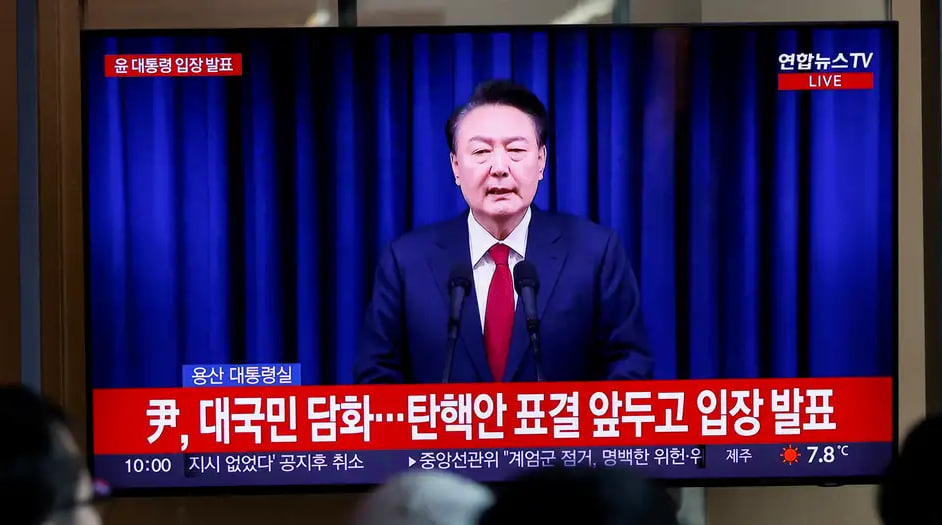 윤 대통령 입장 발표
연합뉴스TV
LIVE
용산 대통령실
尹, 대국민 담화…탄핵안 표결 앞두고 입장 발표
10:00 지시 없었다" 공지후 취소 ▶중앙선관위 "계엄군 점거, 명백한 위헌·위 제주 7.8℃